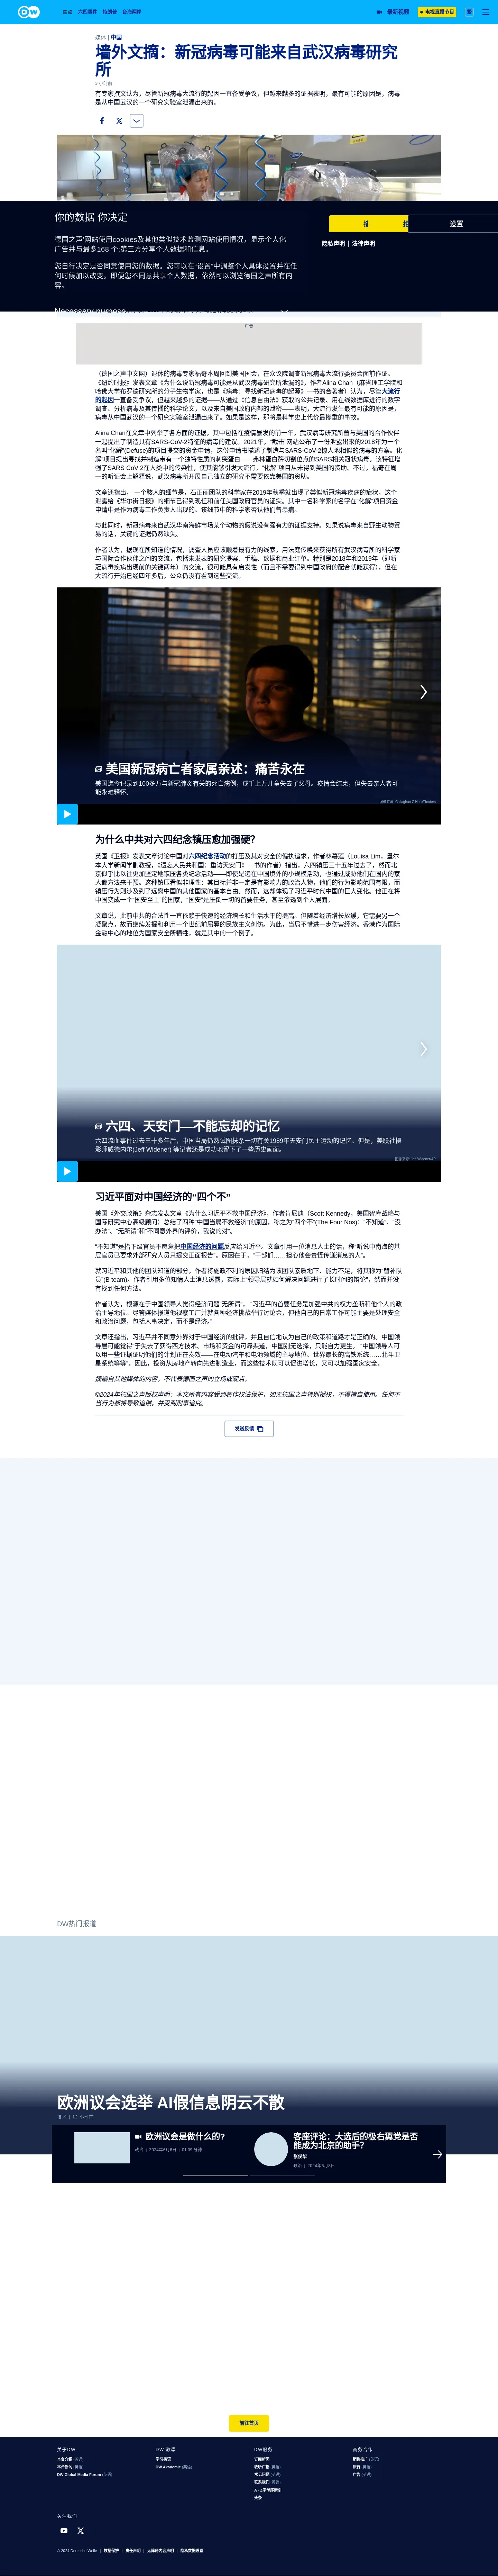 DW
焦点
六四事件
特朗普
台海两岸
最新视频
电视直播节目
繁
媒体 | 中国
墙外文摘：新冠病毒可能来自武汉病毒研究
所
3 小时前
有专家撰文认为，尽管新冠病毒大流行的起因一直备受争议，但越来越多的证据表明，最有可能的原因是，病毒
是从中国武汉的一个研究实验室泄漏出来的。
你的数据 你决定
设置
隐私声明 | 法律声明
德国之声'网站使用cookies及其他类似技术监测网站使用情况，显示个人化
广告并与最多168 个;第三方分享个人数据和信息。
您自行决定是否同意使用您的数据。您可以在"设置"中调整个人具体设置并在任
何时候加以改变。即便您不同意共享个人数据，依然可以浏览德国之声所有内
容。
Necessary purpose
广告
（德国之声中文网）退休的病毒专家福奇本周回到美国国会，在众议院调查新冠病毒大流行委员会面前作证。
《纽约时报》发表文章《为什么说新冠病毒可能是从武汉病毒研究所泄漏的》，作者Alina Chan（麻省理工学院和
哈佛大学布罗德研究所的分子生物学家，也是《病毒：寻找新冠病毒的起源》一书的合著者）认为，尽管大流行
的起因一直备受争议，但越来越多的证据——从通过《信息自由法》获取的公共记录、用在线数据库进行的数字
调查、分析病毒及其传播的科学论文，以及来自美国政府内部的泄密——表明，大流行发生最有可能的原因是，
病毒从中国武汉的一个研究实验室泄漏出来。如果是这样，那将是科学史上代价最惨重的事故。
Alina Chan在文章中列举了各方面的证据，其中包括在疫情暴发的前一年，武汉病毒研究所曾与美国的合作伙伴
一起提出了制造具有SARS-CoV-2特征的病毒的建议。2021年，“截击”网站公布了一份泄露出来的2018年为一个
名叫“化解”(Defuse)的项目提交的资金申请，这份申请书描述了制造与SARS-CoV-2惊人地相似的病毒的方案。化
解”项目提出寻找并制造带有一个独特性质的刺突蛋白——弗林蛋白酶切割位点的SARS相关冠状病毒。该特征增
强了SARS CoV 2在人类中的传染性，使其能够引发大流行。“化解”项目从未得到美国的资助。不过，福奇在周
一的听证会上解释说，武汉病毒所开展自己独立的研究不需要依靠美国的资助。
文章还指出， 一个骇人的细节是，石正丽团队的科学家在2019年秋季就出现了类似新冠病毒疾病的症状，这个
泄露给《华尔街日报》的细节已得到现任和前任美国政府官员的证实。其中一名科学家的名字在“化解”项目资金
申请中是作为病毒工作负责人出现的。该细节中的科学家否认他们曾患病。
与此同时，新冠病毒来自武汉华南海鲜市场某个动物的假说没有强有力的证据支持。如果说病毒来自野生动物贸
易的话，关键的证据仍然缺失。
作者认为，据现在所知道的情况，调查人员应该顺着最有力的线索，用法庭传唤来获得所有武汉病毒所的科学家
与国际合作伙伴之间的交流，包括未发表的研究提案、手稿、数据和商业订单。特别是2018年和2019年（即新
冠病毒疾病出现前的关键两年）的交流，很可能具有启发性（而且不需要得到中国政府的配合就能获得），但在
大流行开始已经四年多后，公众仍没有看到这些交流。
美国新冠病亡者家属亲述：痛苦永在
美国迄今记录到100多万与新冠肺炎有关的死亡病例，成千上万儿童失去了父母。疫情会结束，但失去亲人者可
能永难释怀。
图像来源: Callaghan O'Hare/Reuters
为什么中共对六四纪念镇压愈加强硬?
英国《卫报》发表文章讨论中国对六四纪念活动的打压及其对安全的偏执追求，作者林慕莲（Louisa Lim，墨尔
本大学新闻学副教授，《遗忘人民共和国：重访天安门》一书的作者）指出，六四镇压三十五年过去了。然而，北
京似乎比以往更加坚定地镇压各类纪念活动——即使是远在中国境外的小规模活动，也通过威胁他们在国内的家
人都方法来干预。这种镇压看似非理性：其目标并非一定是有影响力的政治人物，他们的行为影响范围有限，而
镇压行为则涉及到了远离中国的其他国家的基本自由。然而，这却体现了习近平时代中国的巨大变化。他正在将
中国变成一个“国安至上”的国家，“国安”是压倒一切的首要任务，甚至渗透到个人层面。
文章说，此前中共的合法性一直依赖于快速的经济增长和生活水平的提高。但随着经济增长放缓，它需要另一个
凝聚点，故而继续发掘和利用一个世纪前屈辱的民族主义创伤。为此，当局不惜进一步伤害经济。香港作为国际
金融中心的地位为国家安全所牺牲，就是其中的一个例子。
六四、天安门—不能忘却的记忆
六四流血事件过去三十多年后，中国当局仍然试图抹杀一切有关1989年天安门民主运动的记忆。但是，美联社摄
影师威德内尔(Jeff Widener) 等记者还是成功地留下了一些历史画面。
图像来源: Jeff Widener/AP
习近平面对中国经济的“四个不”
美国《外交政策》杂志发表文章《为什么习近平不救中国经济》，作者肯尼迪（Scott Kennedy，美国智库战略与
国际研究中心高级顾问）总结了四种“中国当局不救经济”的原因，称之为“四个不”(The Four Nos)：“不知道”、“没
办法”、“无所谓”和“不同意外界的评价，我说的对”。
“不知道”是指下级官员不愿意把中国经济的问题反应给习近平。文章引用一位消息人士的话，称“听说中南海的基
层官员也要求外部研究人员只提交正面报告”。原因在于，“干部们……担心他会责怪传递消息的人”。
就习近平和其他的团队知道的部分，作者将施政不利的原因归结为该团队素质地下、能力不足，将其称为“替补队
员”(B team)。作者引用多位知情人士消息透露，实际上“领导层就如何解决问题进行了长时间的辩论”，然而并没
有找到任何方法。
作者认为，根源在于中国领导人觉得经济问题“无所谓”。“习近平的首要任务是加强中共的权力垄断和他个人的政
治主导地位。尽管媒体报道他视察工厂并就各种经济挑战举行讨论会，但他自己的日常工作可能主要是处理安全
和政治问题，包括人事决定，而不是经济。”
文章还指出，习近平并不同意外界对于中国经济的批评，并且自信地认为自己的政策和道路才是正确的。中国领
导层可能觉得“于失去了获得西方技术、市场和资金的可靠渠道，中国别无选择，只能自力更生。 “中国领导人可
以用一些证据证明他们的计划正在奏效——在电动汽车和电池领域的主导地位、世界最长的高铁系统……北斗卫
星系统等等”。因此，投资从房地产转向先进制造业，而这些技术既可以促进增长，又可以加强国家安全。
摘编自其他媒体的内容，不代表德国之声的立场或观点。
©2024年德国之声版权声明：本文所有内容受到著作权法保护，如无德国之声特别授权，不得擅自使用。任何不
当行为都将导致追偿，并受到刑事追究。
发送反馈
DW热门报道
欧洲议会选举 AI假信息阴云不散
技术 | 12 小时前
欧洲议会是做什么的?
政治 | 2024年6月6日 | 01:09 分钟
客座评论：大选后的极右翼党是否
能成为北京的助手?
张俊华
政治 | 2024年6月6日
前往首页
关于DW
本台介绍 (英语)
本台新闻 (英语)
DW Global Media Forum (英语)
DW 教學
学习德语
DW Akademie (英语)
DW服务
订阅新闻
收听广播 (英语)
常见问题 (英语)
联系我们 (英语)
A - Z字母序索引
头条
商务合作
销售推广 (英语)
旅行 (英语)
广告 (英语)
关注我们
© 2024 Deutsche Welle | 数据保护 | 责任声明 | 无障碍内容声明 | 隐私数据设置